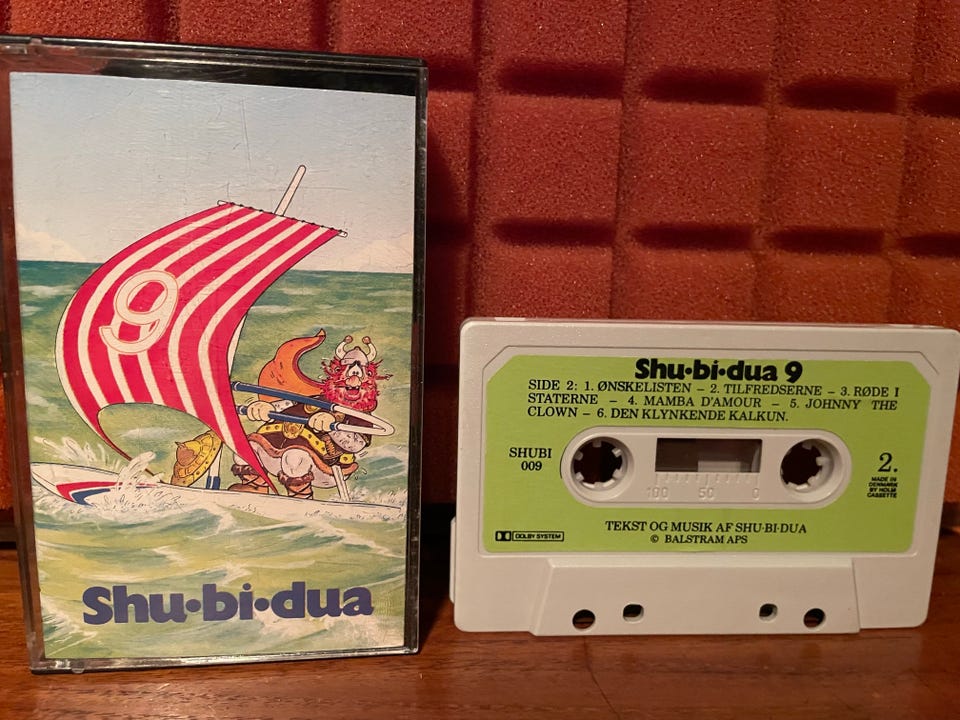 9
Shu·bi·dua
Shu·bi·dua 9
SIDE 2: 1. ØNSKELISTEN – 2. TILFREDSERNE – 3. RØDE I
STATERNE – 4. MAMBA D'AMOUR – 5. JOHNNY THE
CLOWN – 6. DEN KLYNKENDE KALKUN.
SHUBI
009
2.
MADE IN
DENMARK
BY HOLM
CASSETTE
100 50 0
TEKST OG MUSIK AF SHU·BI·DUA
DOLBY SYSTEM
© BALSTRAM APS